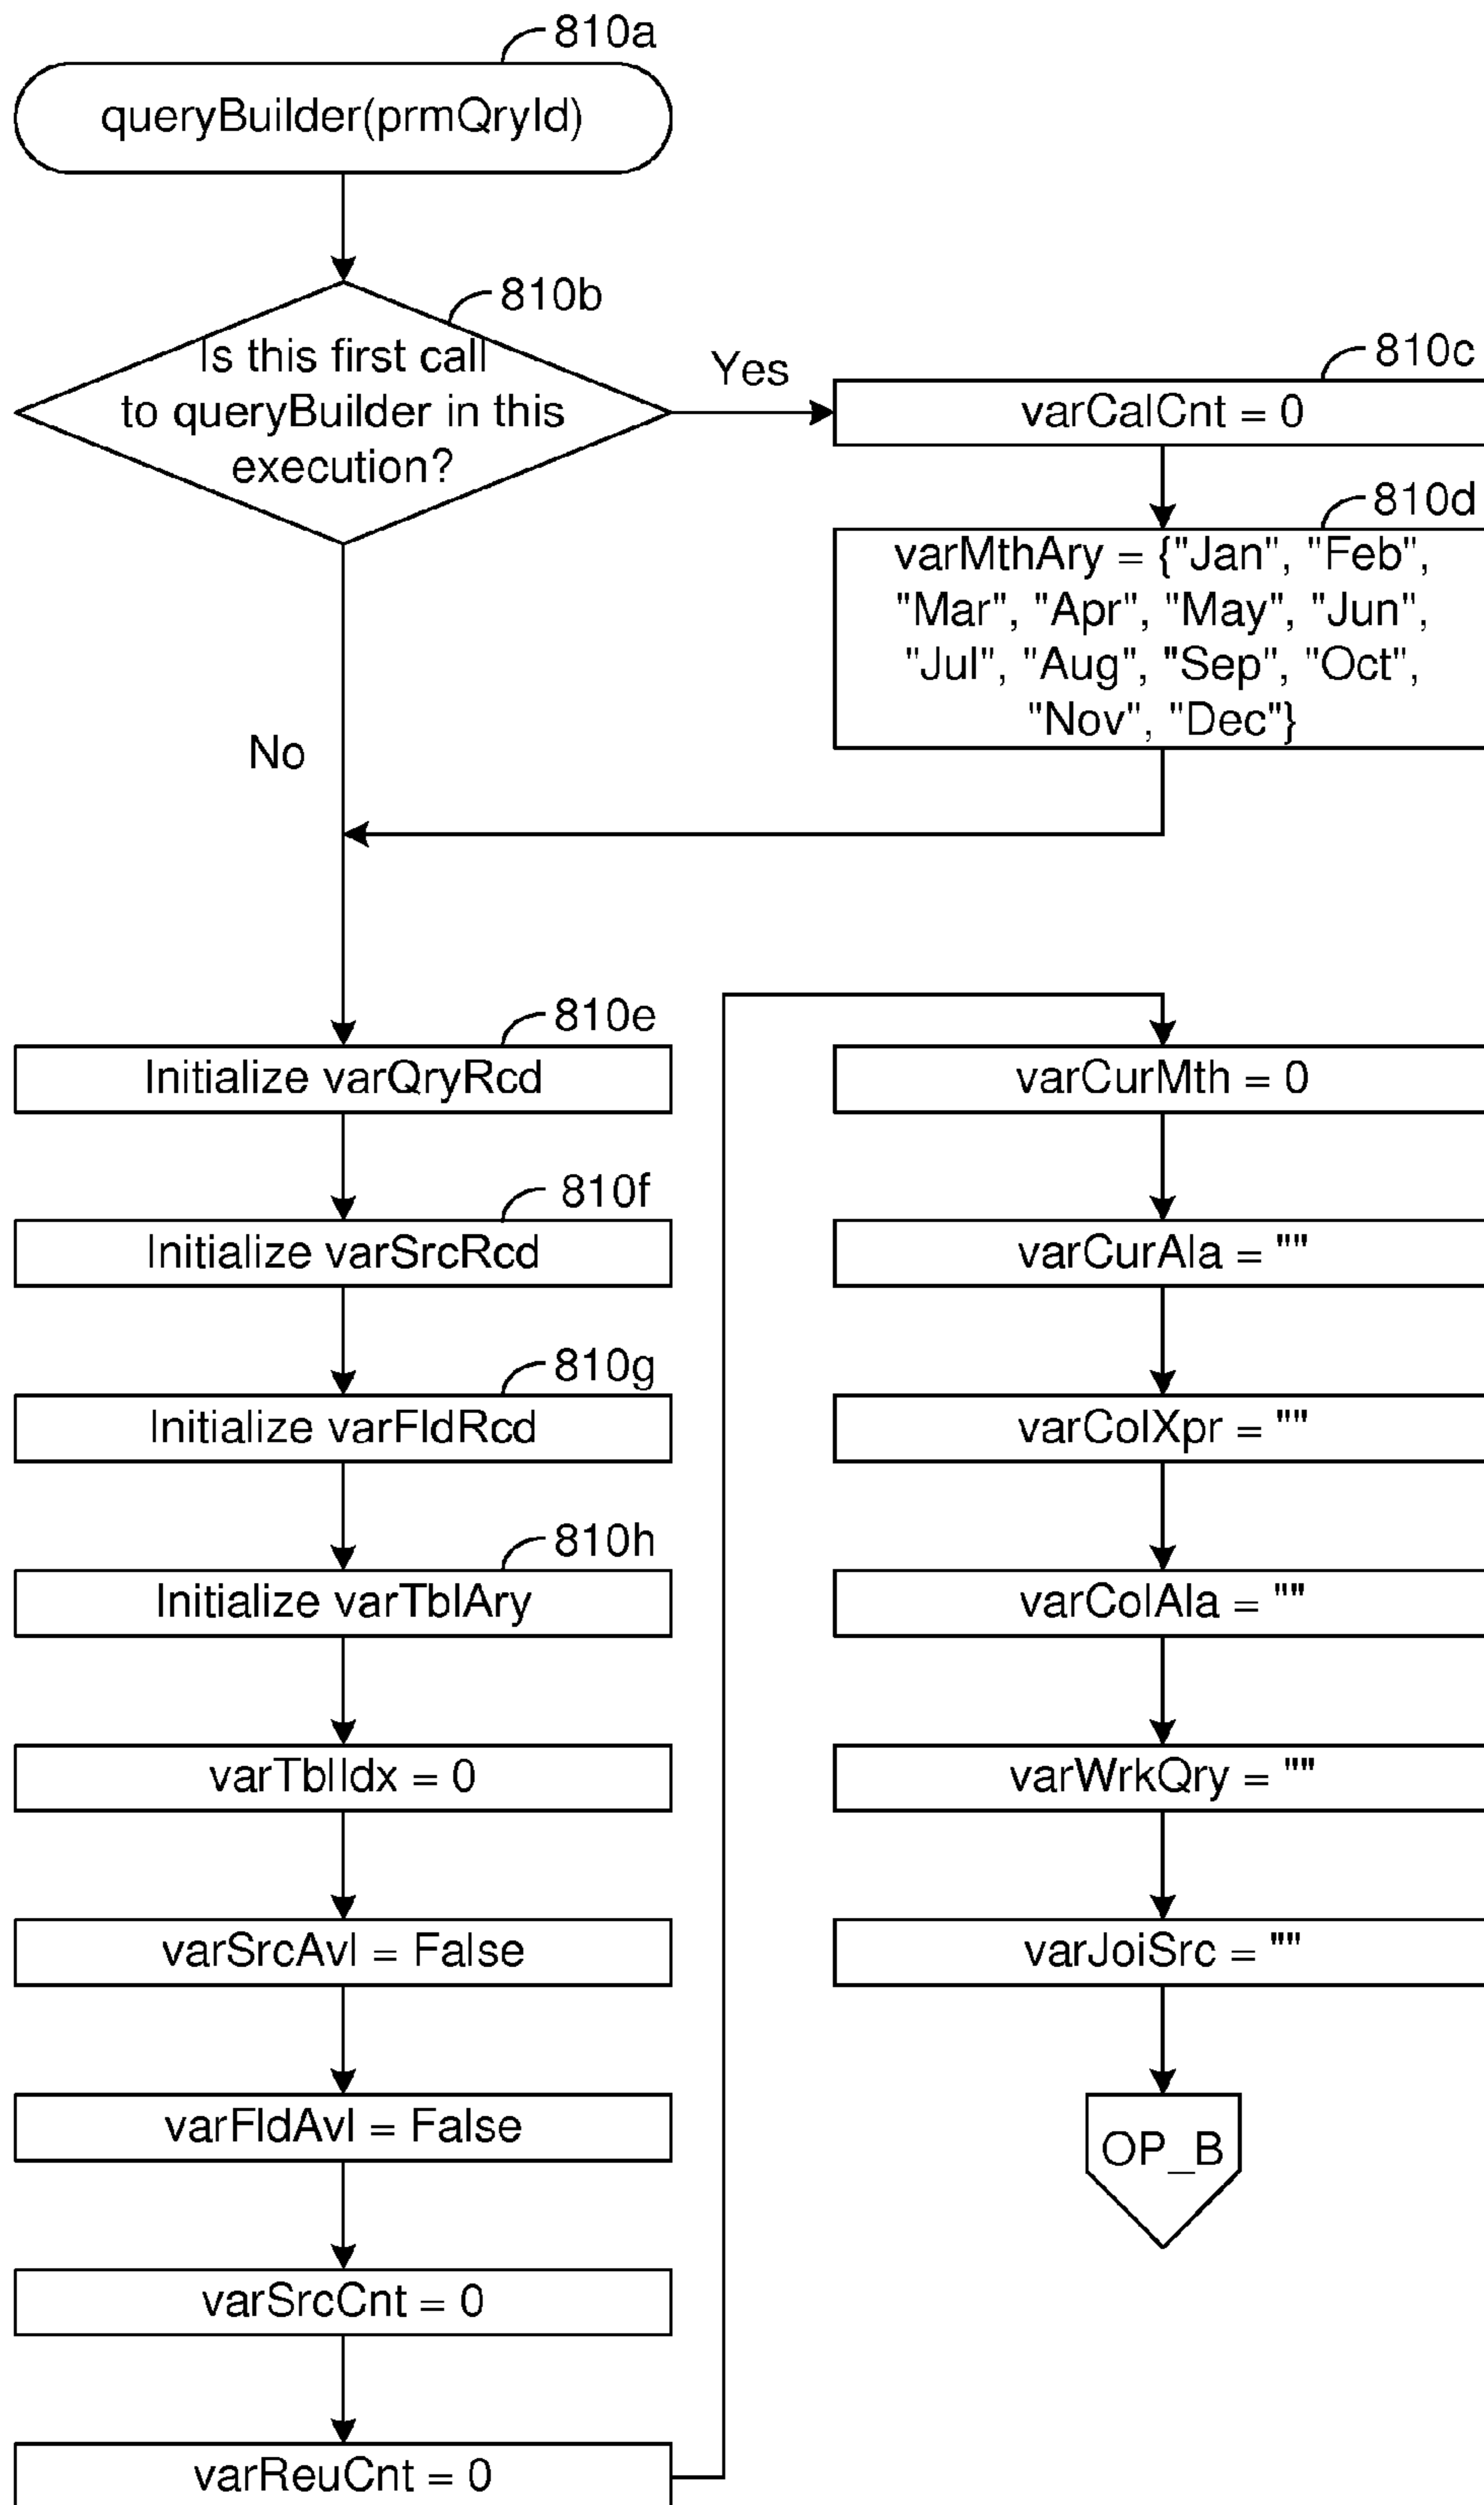 810a
queryBuilder(prmQryId)
810b
Is this first call
to queryBuilder in this
execution?
Yes
No
810c
varCalCnt = 0
810d
varMthAry = {"Jan", "Feb",
"Mar", "Apr", "May", "Jun",
"Jul", "Aug", "Sep", "Oct",
"Nov", "Dec"}
810e
Initialize varQryRcd
810f
Initialize varSrcRcd
810g
Initialize varFldRcd
810h
Initialize varTblAry
varTblIdx = 0
varSrcAvl = False
varFldAvl = False
varSrcCnt = 0
varReuCnt = 0
varCurMth = 0
varCurAla = ""
varColXpr = ""
varColAla = ""
varWrkQry = ""
varJoiSrc = ""
OP_B